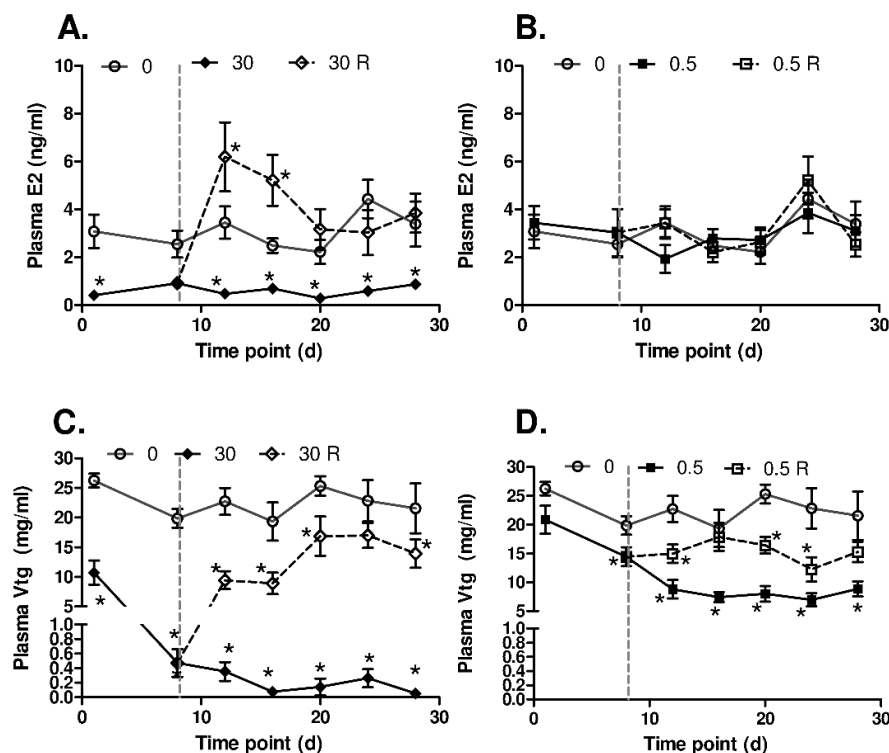 A.
0 30 30 R
Plasma E2 (ng/ml)
10
8
6
4
2
0
* * * * * * * *
0 10 20 30
Time point (d)
B.
0 0.5 0.5 R
Plasma E2 (ng/ml)
10
8
6
4
2
0
0 10 20 30
Time point (d)
C.
0 30 30 R
Plasma Vtg (mg/ml)
30
25
20
15
10
5
1.0
0.8
0.6
0.4
0.2
0.0
* * * * * * * * * * * *
0 10 20 30
Time point (d)
D.
0 0.5 0.5 R
Plasma Vtg (mg/ml)
30
25
20
15
10
5
1.0
0.8
0.6
0.4
0.2
0.0
* * * * * * * * *
0 10 20 30
Time point (d)